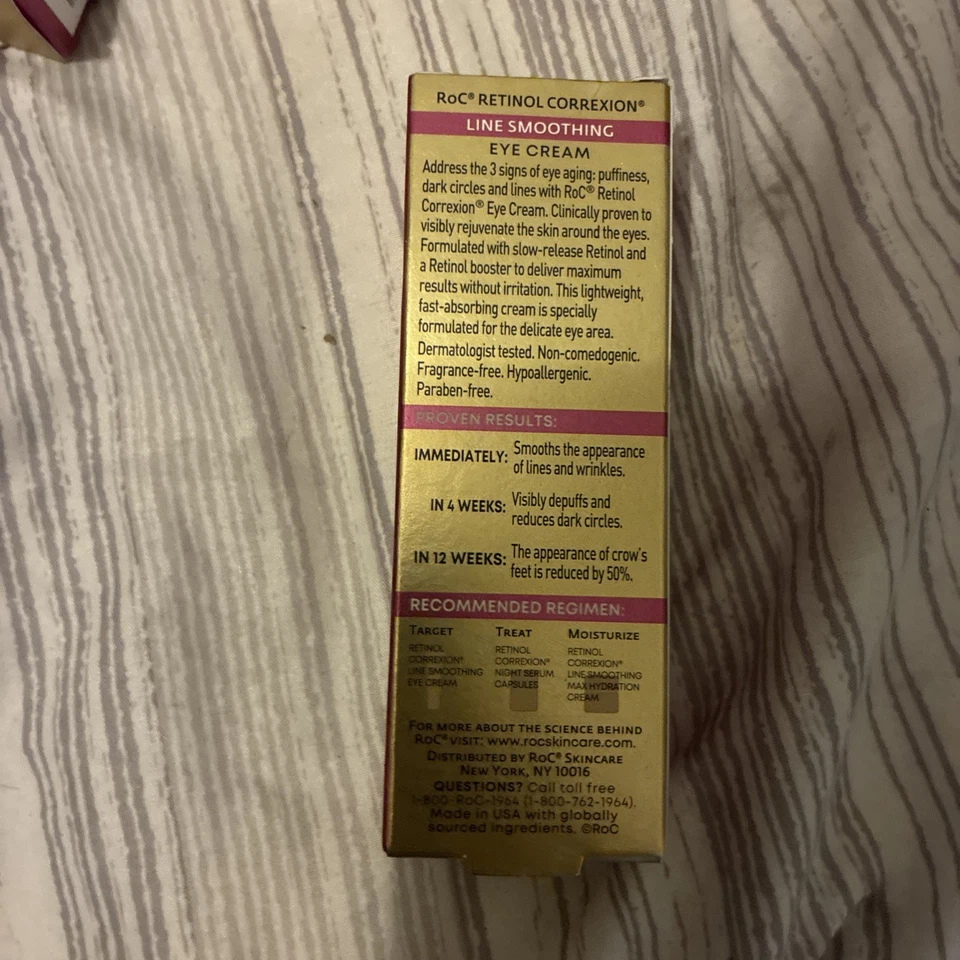 RoC® RETINOL CORREXION®
LINE SMOOTHING
EYE CREAM
Address the 3 signs of eye aging: puffiness,
dark circles and lines with RoC® Retinol
Correxion® Eye Cream. Clinically proven to
visibly rejuvenate the skin around the eyes.
Formulated with slow-release Retinol and
a Retinol booster to deliver maximum
results without irritation. This lightweight,
fast-absorbing cream is specially
formulated for the delicate eye area.
Dermatologist tested. Non-comedogenic.
Fragrance-free. Hypoallergenic.
Paraben-free.
PROVEN RESULTS:
IMMEDIATELY: Smooths the appearance
of lines and wrinkles.
IN 4 WEEKS: Visibly depuffs and
reduces dark circles.
IN 12 WEEKS: The appearance of crow's
feet is reduced by 50%.
RECOMMENDED REGIMEN:
TARGET
RETINOL
CORREXION®
LINE SMOOTHING
EYE CREAM
TREAT
RETINOL
CORREXION®
NIGHT SERUM
CAPSULES
MOISTURIZE
RETINOL
CORREXION®
LINE SMOOTHING
MAX HYDRATION
CREAM
FOR MORE ABOUT THE SCIENCE BEHIND
RoC® VISIT: www.rocskincare.com.
DISTRIBUTED BY RoC® SKINCARE
NEW YORK, NY 10016
QUESTIONS? Call toll free
1-800-RoC-1964 (1-800-762-1964).
Made in USA with globally
sourced ingredients. ©RoC